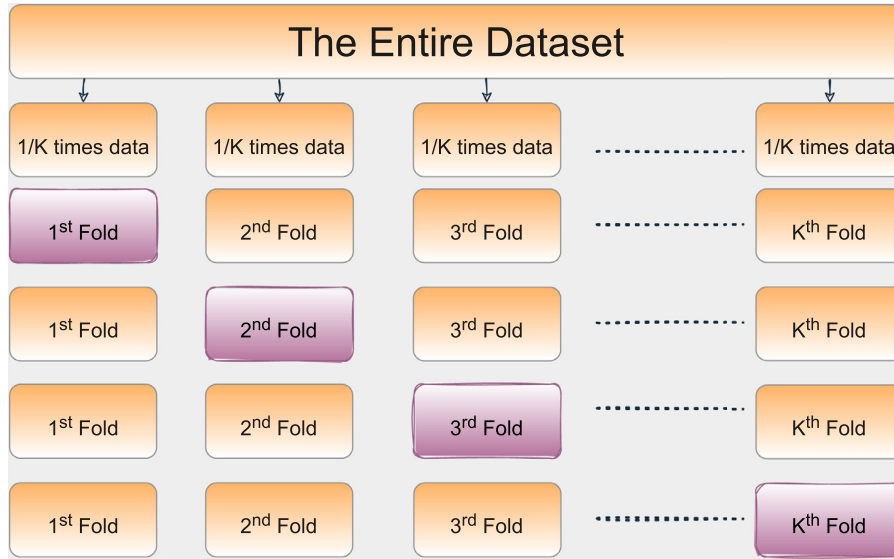 The Entire Dataset
1/K times data 1/K times data 1/K times data 1/K times data
1st Fold 2nd Fold 3rd Fold Kth Fold
1st Fold 2nd Fold 3rd Fold Kth Fold
1st Fold 2nd Fold 3rd Fold Kth Fold
1st Fold 2nd Fold 3rd Fold Kth Fold